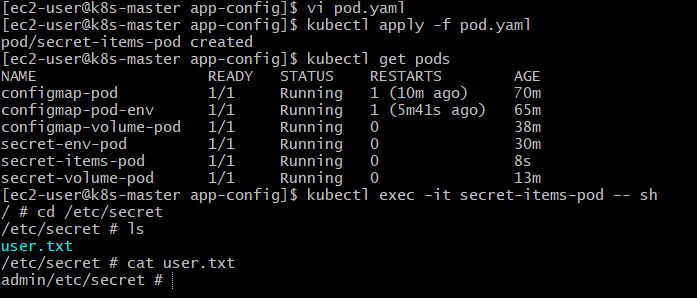 [ec2-user@k8s-master app-config]$ vi pod.yaml
[ec2-user@k8s-master app-config]$ kubectl apply -f pod.yaml
pod/secret-items-pod created
[ec2-user@k8s-master app-config]$ kubectl get pods
NAME                   READY   STATUS    RESTARTS        AGE
configmap-pod          1/1     Running   1 (10m ago)     70m
configmap-pod-env      1/1     Running   1 (5m41s ago)   65m
configmap-volume-pod   1/1     Running   0               38m
secret-env-pod         1/1     Running   0               30m
secret-items-pod       1/1     Running   0               8s
secret-volume-pod      1/1     Running   0               13m
[ec2-user@k8s-master app-config]$ kubectl exec -it secret-items-pod -- sh
/ # cd /etc/secret
/etc/secret # ls
user.txt
/etc/secret # cat user.txt
admin/etc/secret #